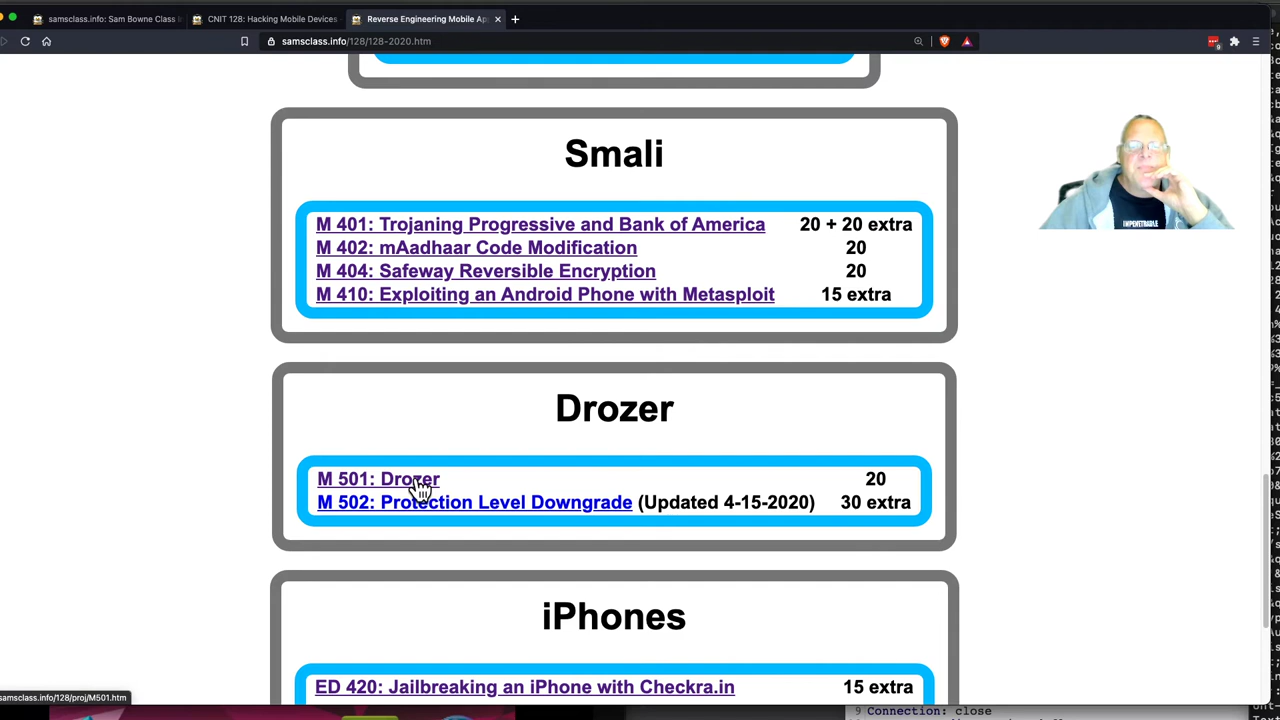 samsclass.info: Sam Bowne Class I
CNIT 128: Hacking Mobile Devices
Reverse Engineering Mobile Ap
samsclass.info/128/128-2020.htm
9
Smali
M 401: Trojaning Progressive and Bank of America 20 + 20 extra
M 402: mAadhaar Code Modification 20
M 404: Safeway Reversible Encryption 20
M 410: Exploiting an Android Phone with Metasploit 15 extra
IMPENETRABLE
Drozer
M 501: Drozer 20
M 502: Protection Level Downgrade (Updated 4-15-2020) 30 extra
iPhones
ED 420: Jailbreaking an iPhone with Checkra.in 15 extra
samsclass.info/128/proj/M501.htm
9 Connection: close